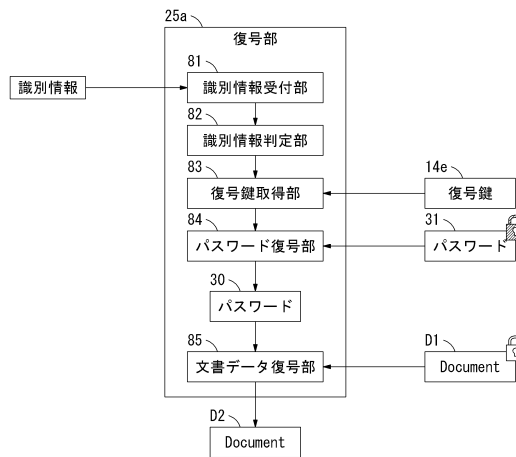 25a
復号部
81
識別情報
識別情報受付部
82
識別情報判定部
83
14e
復号鍵取得部
復号鍵
84
31
パスワード復号部
パスワード
30
パスワード
85
D1
文書データ復号部
Document
D2
Document